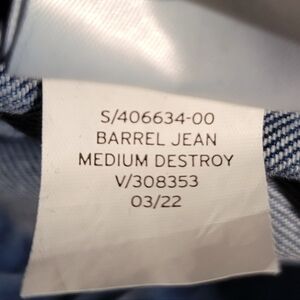 S/406634-00
BARREL JEAN
MEDIUM DESTROY
V/308353
03/22